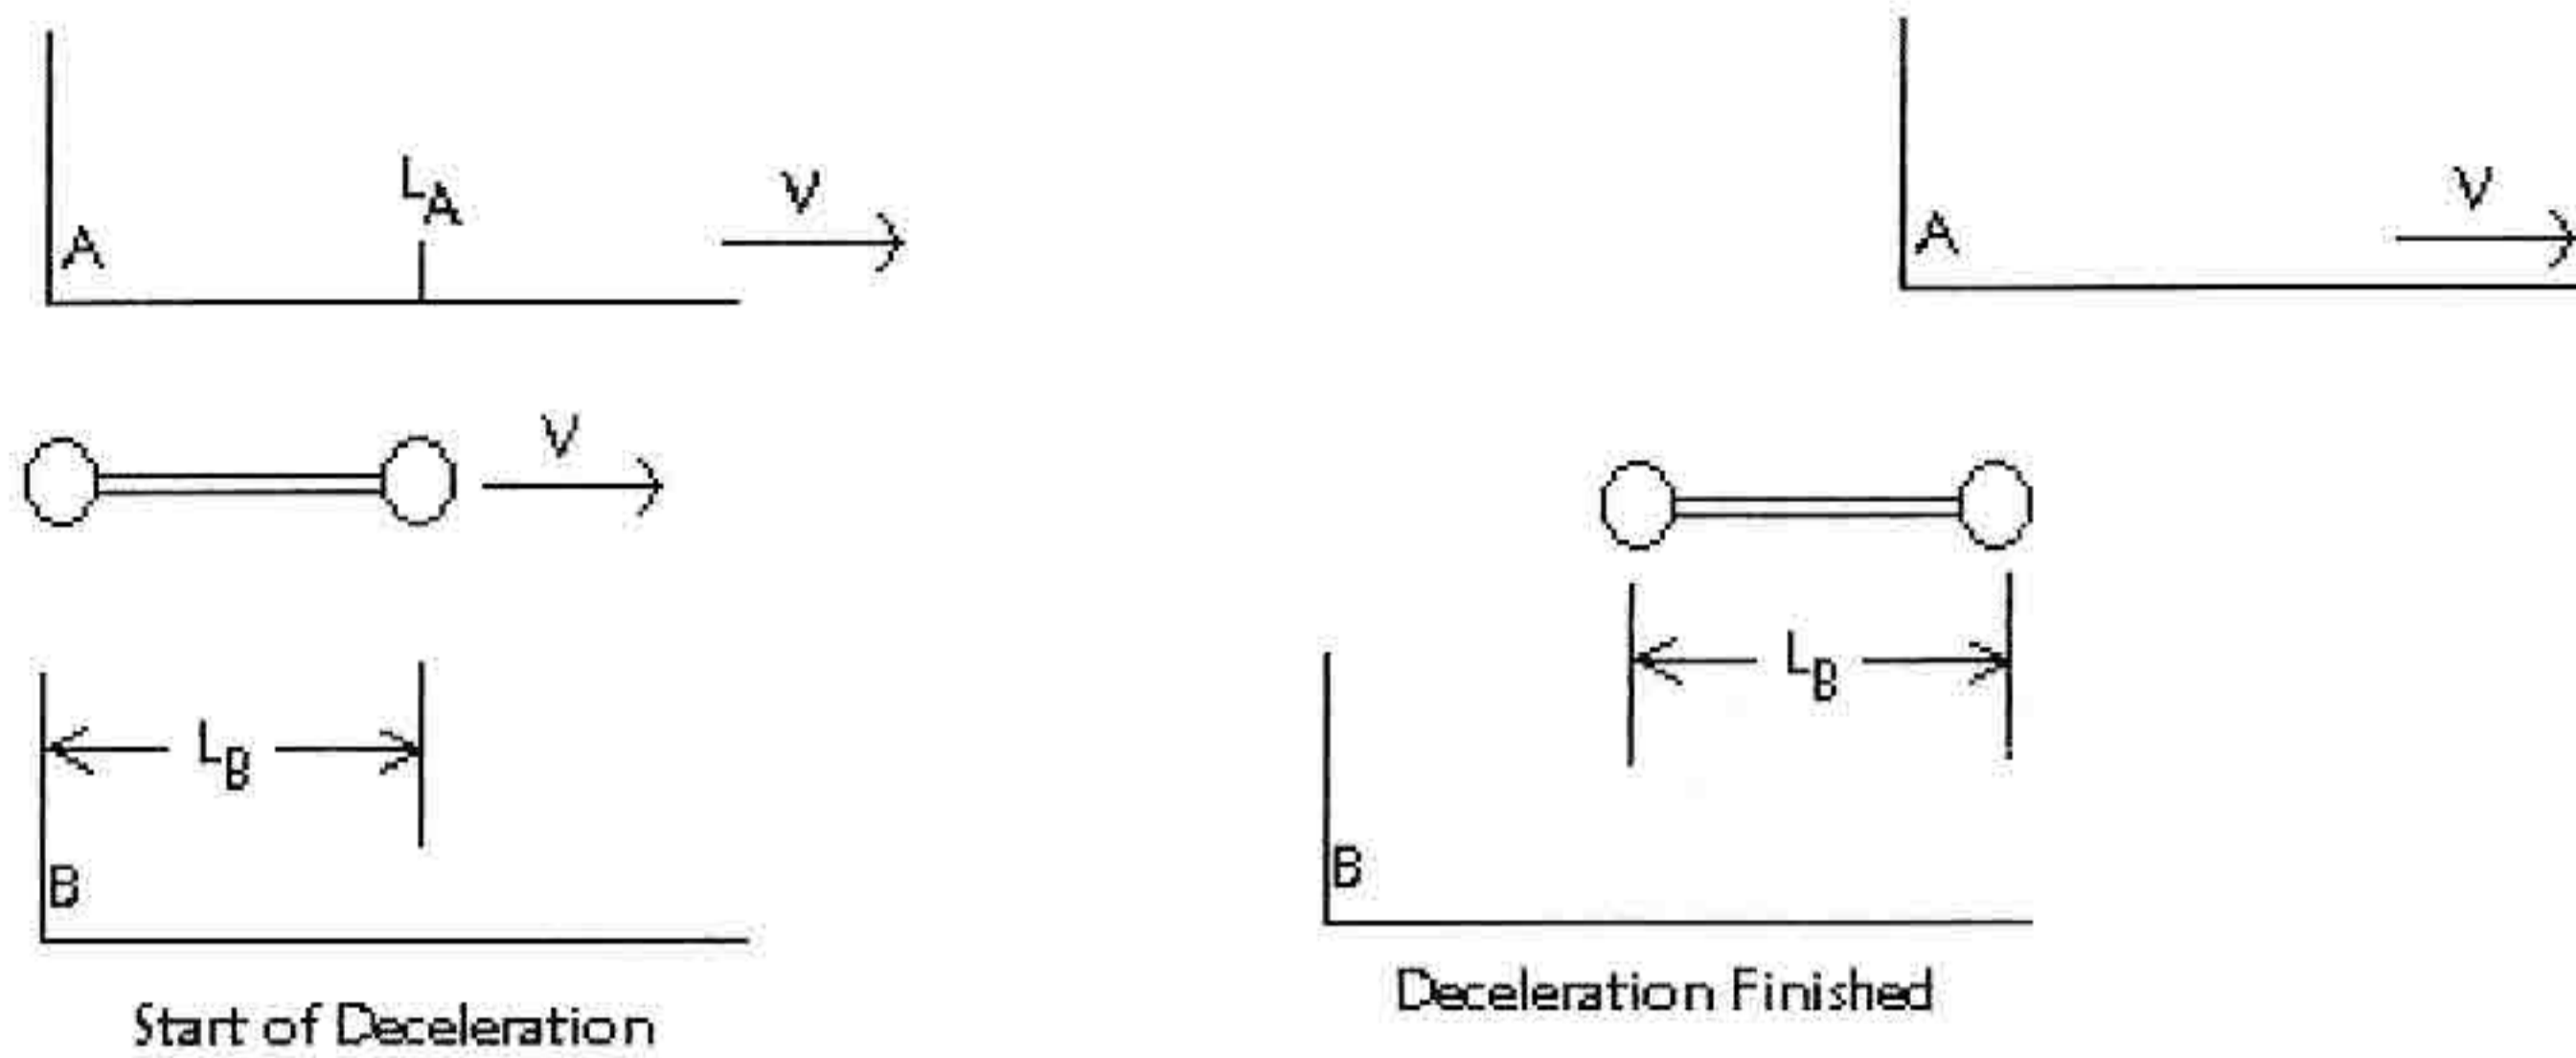 L_A
V
A
V
L_B
B
Start of Deceleration
V
A
L_B
B
Deceleration Finished